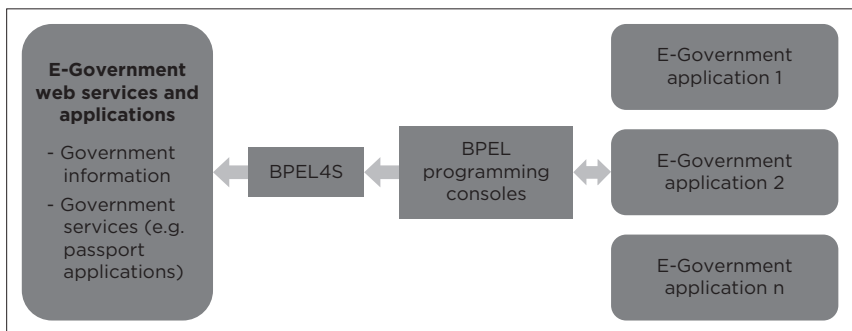 E-Government
web services and
applications
- Government
information
- Government
services (e.g.
passport
applications)
BPEL4S
BPEL
programming
consoles
E-Government
application 1
E-Government
application 2
E-Government
application n